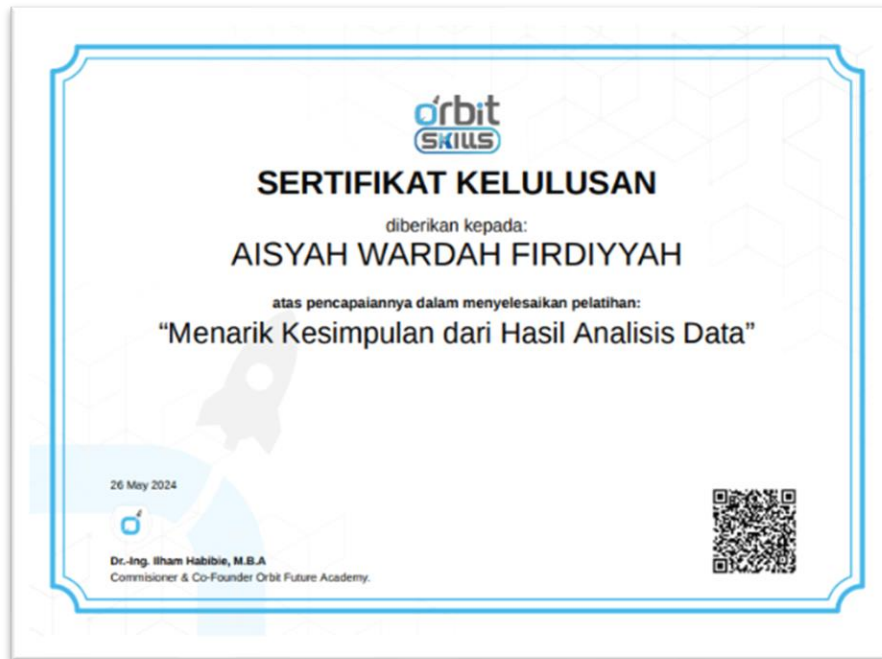 orbit
SKILLS
SERTIFIKAT KELULUSAN
diberikan kepada:
AISYAH WARDAH FIRDIYYAH
atas pencapaiannya dalam menyelesaikan pelatihan:
“Menarik Kesimpulan dari Hasil Analisis Data”
26 May 2024
Dr.-Ing. Ilham Habibie, M.B.A
Commisioner & Co-Founder Orbit Future Academy.